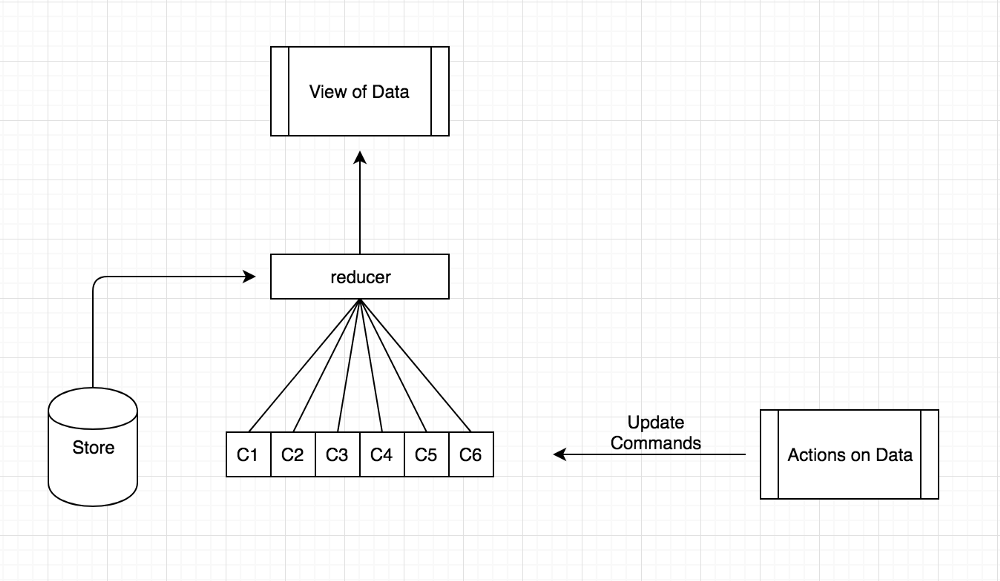 View of Data
reducer
Store
Update
Commands
C1 C2 C3 C4 C5 C6
Actions on Data